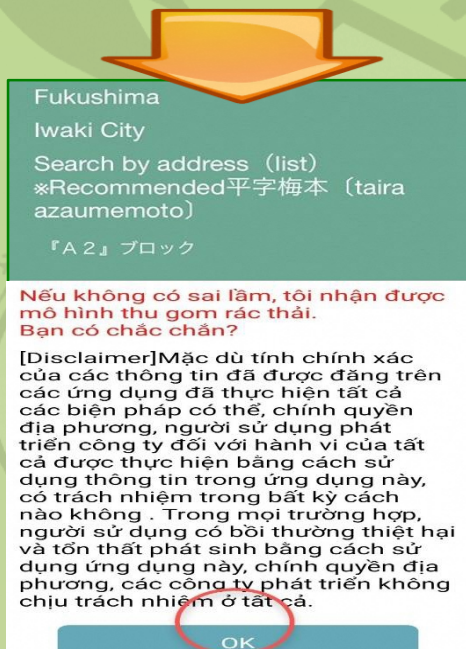 Fukushima
Iwaki City
Search by address（list）
※Recommended平字梅本〔taira
azaumemoto〕
『A２』ブロック
Nếu không có sai lầm, tôi nhận được
mô hình thu gom rác thải.
Bạn có chắc chắn?
[Disclaimer]Mặc dù tính chính xác
của các thông tin đã được đăng trên
các ứng dụng đã thực hiện tất cả
các biện pháp có thể, chính quyền
địa phương, người sử dụng phát
triển công ty đối với hành vi của tất
cả được thực hiện bằng cách sử
dụng thông tin trong ứng dụng này,
có trách nhiệm trong bất kỳ cách
nào không . Trong mọi trường hợp,
người sử dụng có bồi thường thiệt hại
và tổn thất phát sinh bằng cách sử
dụng ứng dụng này, chính quyền địa
phương, các công ty phát triển không
chịu trách nhiệm ở tất cả.
OK